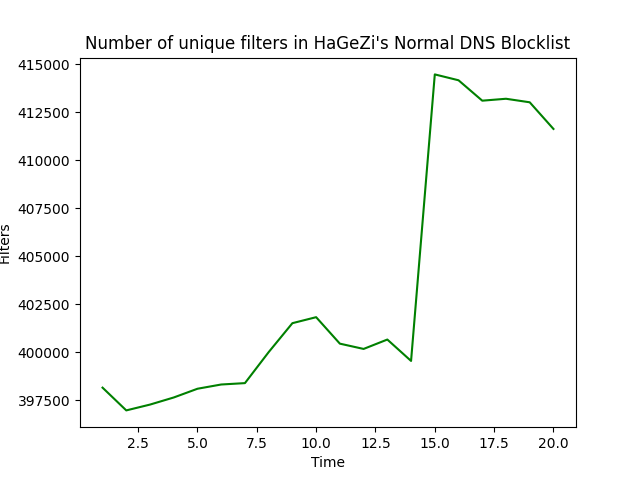 Number of unique filters in HaGeZi's Normal DNS Blocklist
415000
412500
410000
407500
405000
402500
400000
397500
Filters
2.5 5.0 7.5 10.0 12.5 15.0 17.5 20.0
Time